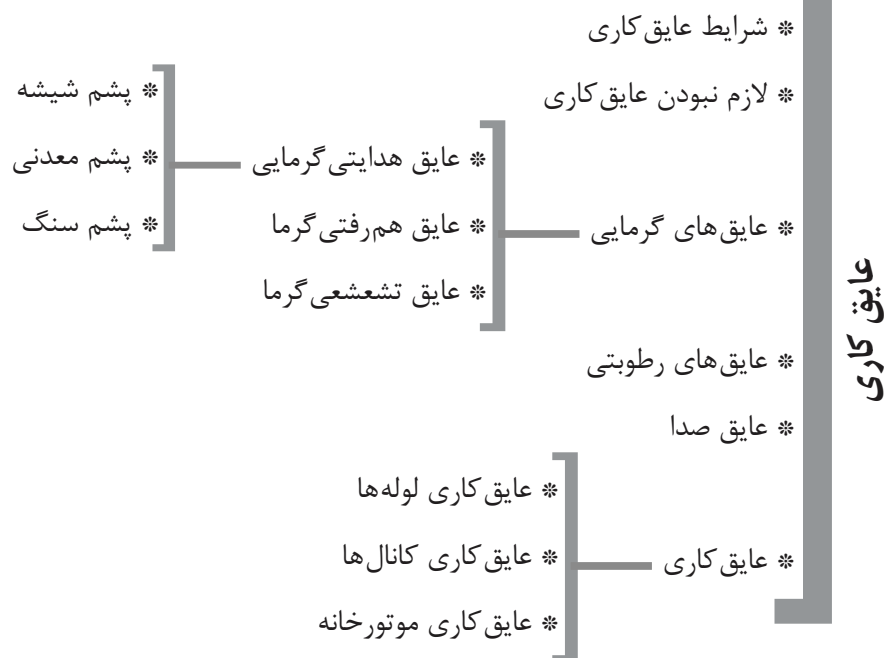 عایق کاری
❊ شرایط عایق‌کاری
❊ لازم نبودن عایق‌کاری
❊ عایق‌های گرمایی
❊ عایق هدایتی گرمایی
❊ پشم شیشه
❊ پشم معدنی
❊ پشم سنگ
❊ عایق هم‌رفتی گرما
❊ عایق تشعشعی گرما
❊ عایق‌های رطوبتی
❊ عایق صدا
❊ عایق‌کاری
❊ عایق‌کاری لوله‌ها
❊ عایق‌کاری کانال‌ها
❊ عایق‌کاری موتورخانه